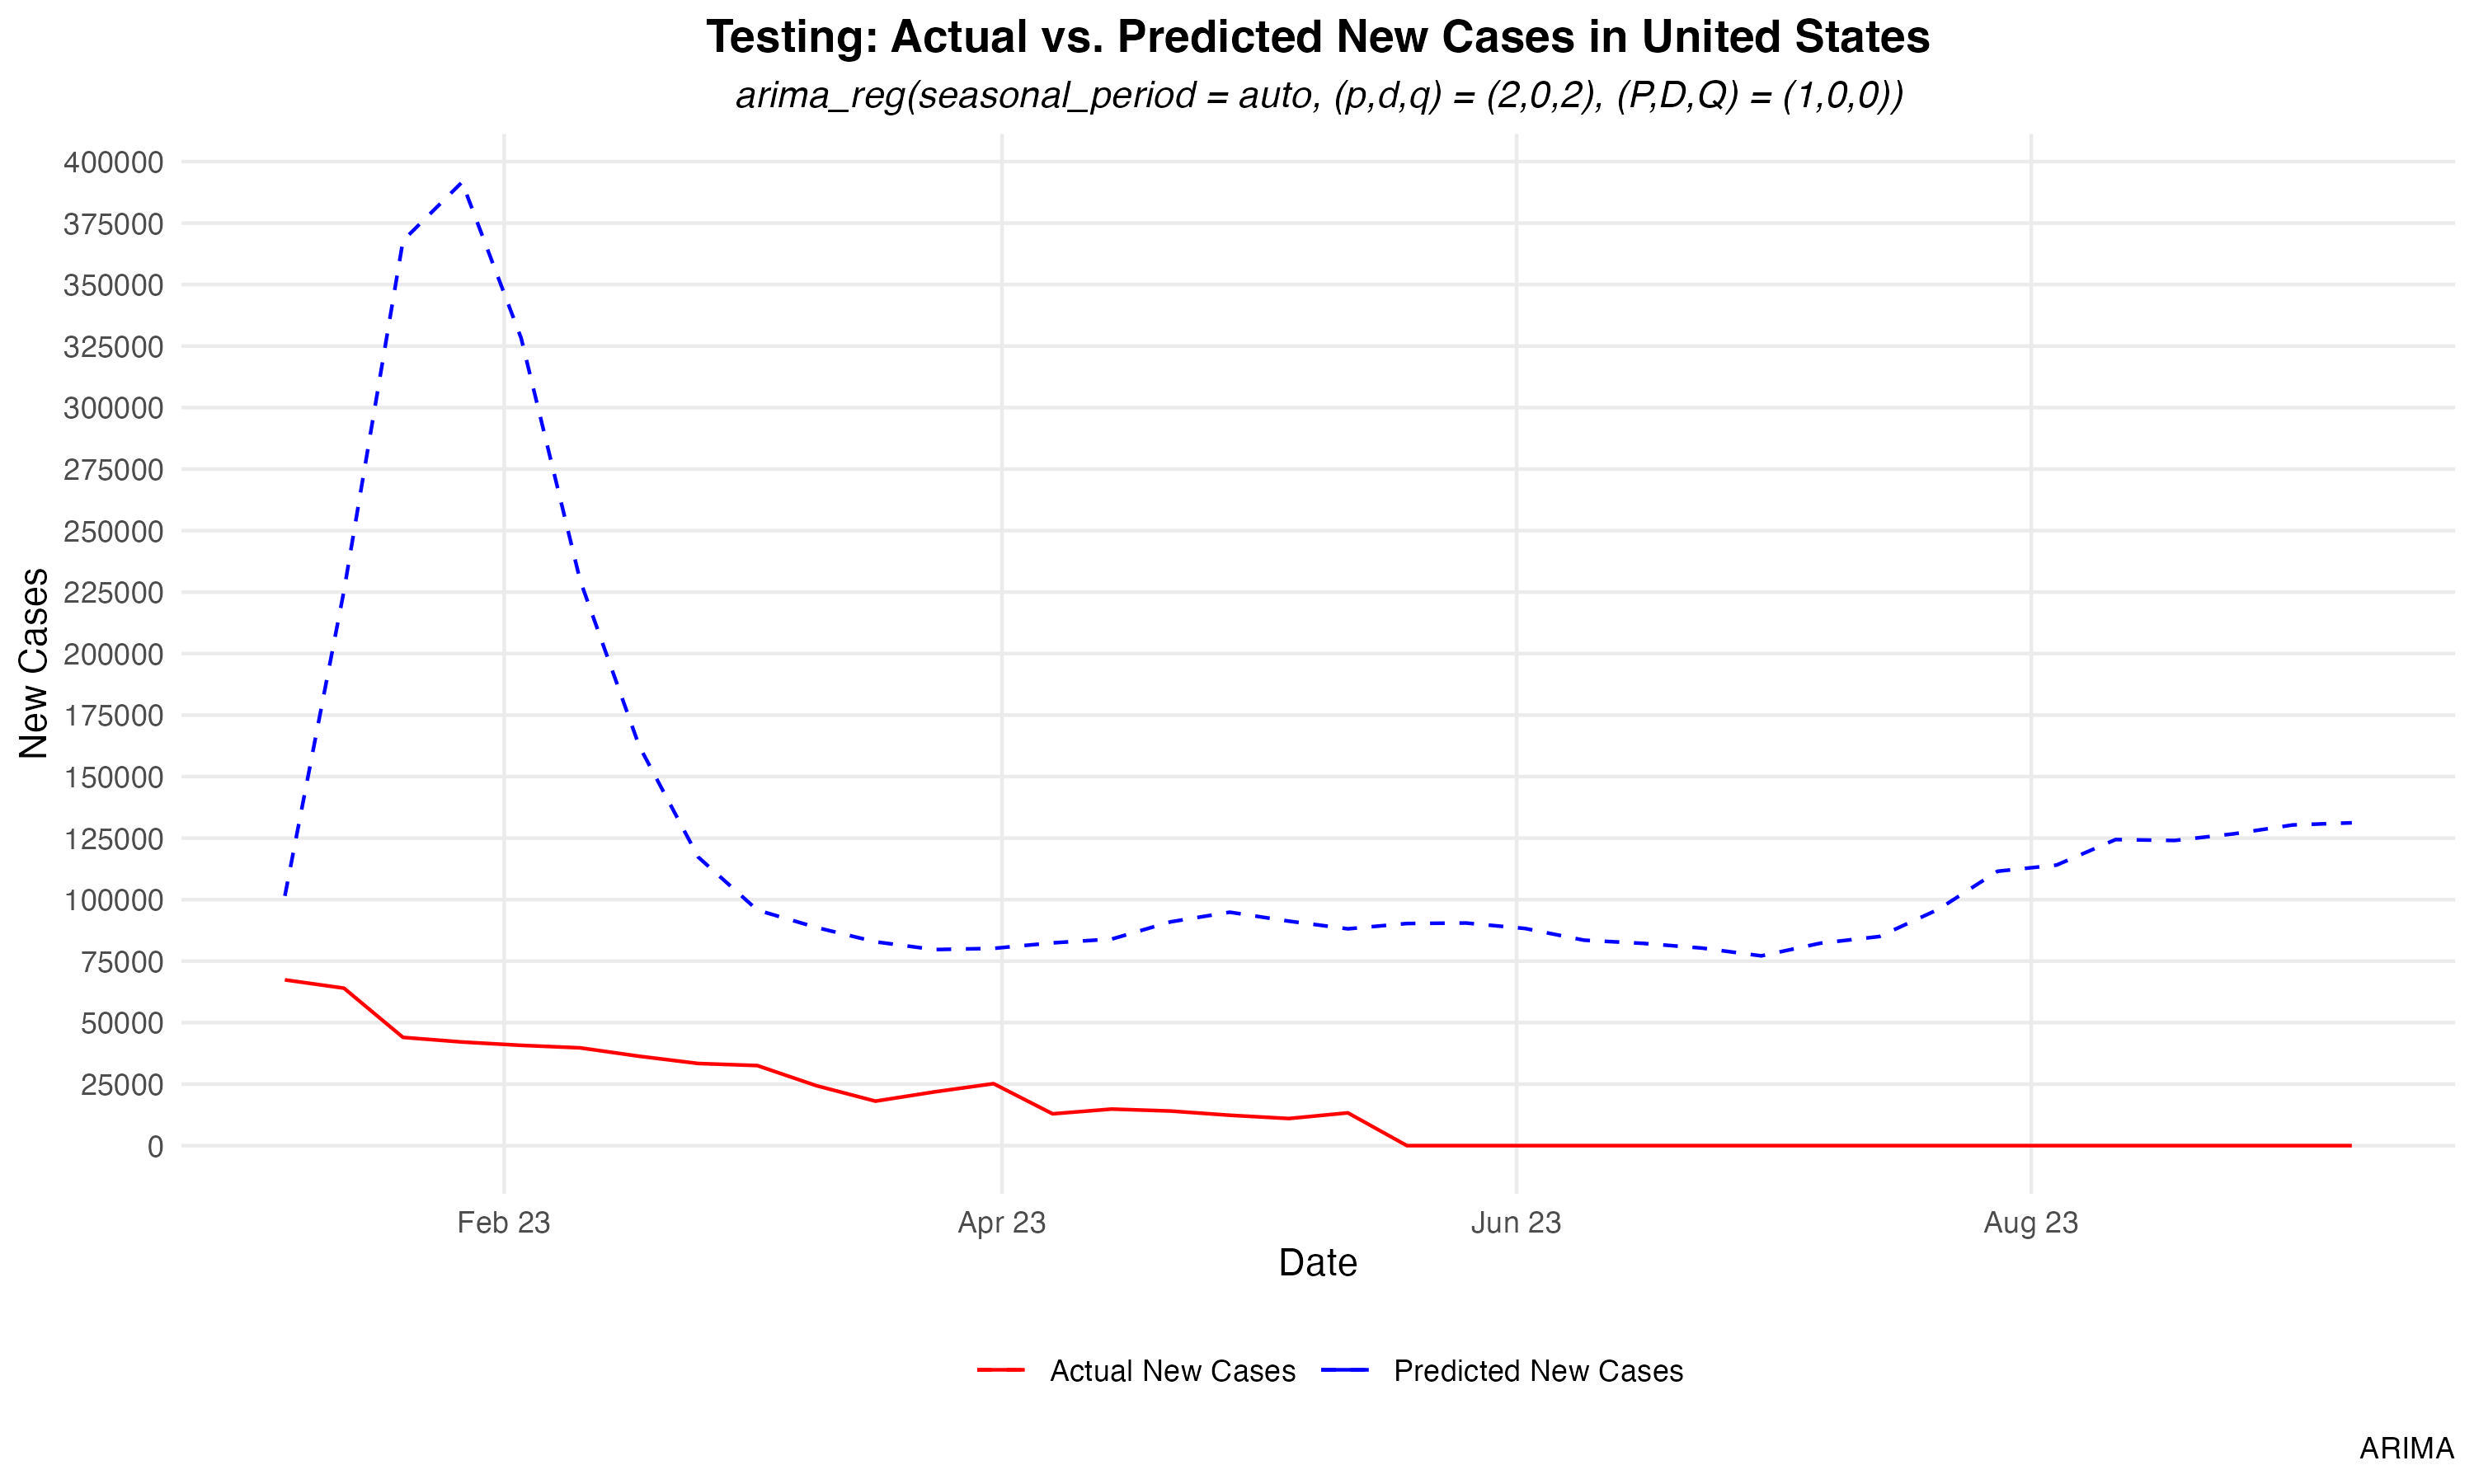 Testing: Actual vs. Predicted New Cases in United States
arima_reg(seasonal_period = auto, (p,d,q) = (2,0,2), (P,D,Q) = (1,0,0))
New Cases
400000
375000
350000
325000
300000
275000
250000
225000
200000
175000
150000
125000
100000
75000
50000
25000
0
Feb 23
Apr 23
Jun 23
Aug 23
Date
Actual New Cases
Predicted New Cases
ARIMA